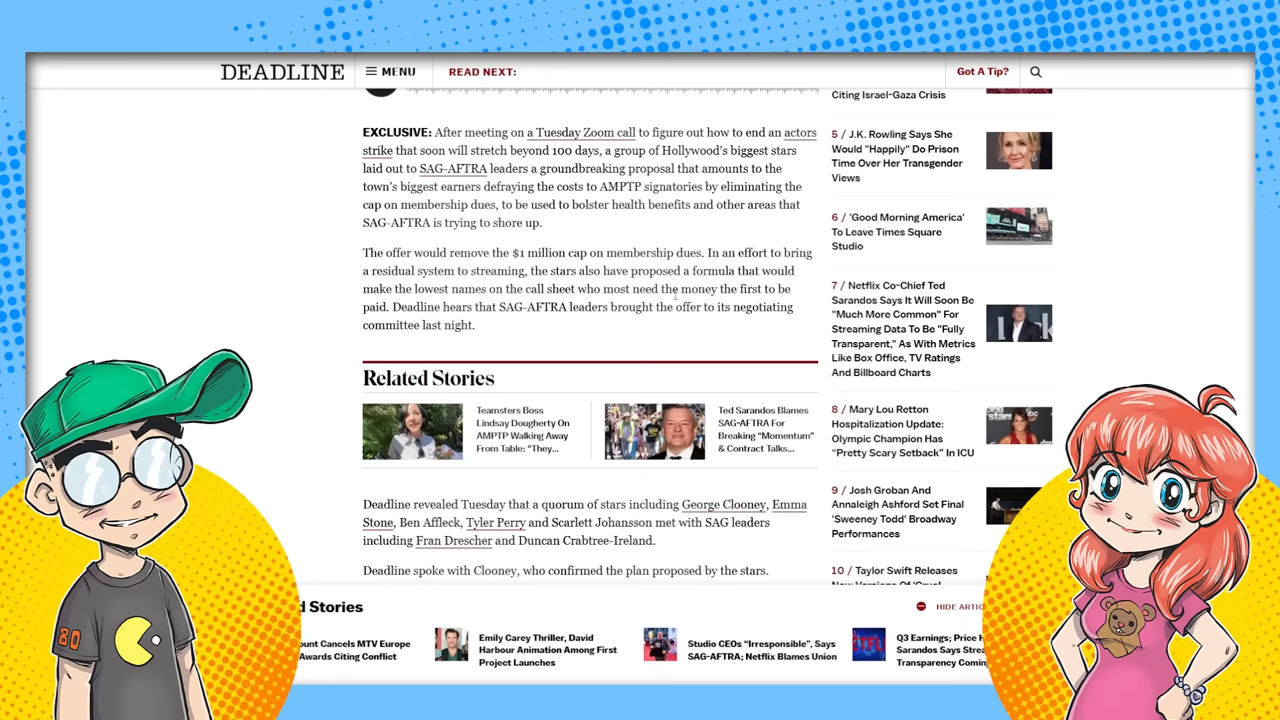 DEADLINE
MENU
READ NEXT:
Got A Tip?
EXCLUSIVE: After meeting on a Tuesday Zoom call to figure out how to end an actors
strike that soon will stretch beyond 100 days, a group of Hollywood's biggest stars
laid out to SAG-AFTRA leaders a groundbreaking proposal that amounts to the
town's biggest earners defraying the costs to AMPTP signatories by eliminating the
cap on membership dues, to be used to bolster health benefits and other areas that
SAG-AFTRA is trying to shore up.
The offer would remove the $1 million cap on membership dues. In an effort to bring
a residual system to streaming, the stars also have proposed a formula that would
make the lowest names on the call sheet who most need the money the first to be
paid. Deadline hears that SAG-AFTRA leaders brought the offer to its negotiating
committee last night.
Related Stories
Teamsters Boss
Lindsay Dougherty On
AMPTP Walking Away
From Table: "They...
Ted Sarandos Blames
SAG-AFTRA For
Breaking "Momentum"
& Contract Talks...
Deadline revealed Tuesday that a quorum of stars including George Clooney, Emma
Stone, Ben Affleck, Tyler Perry and Scarlett Johansson met with SAG leaders
including Fran Drescher and Duncan Crabtree-Ireland.
Deadline spoke with Clooney, who confirmed the plan proposed by the stars.
Citing Israel-Gaza Crisis
5 / J.K. Rowling Says She
Would "Happily" Do Prison
Time Over Her Transgender
Views
6 / 'Good Morning America'
To Leave Times Square
Studio
7 / Netflix Co-Chief Ted
Sarandos Says It Will Soon Be
"Much More Common" For
Streaming Data To Be "Fully
Transparent," As With Metrics
Like Box Office, TV Ratings
And Billboard Charts
8 / Mary Lou Retton
Hospitalization Update:
Olympic Champion Has
"Pretty Scary Setback" In ICU
9 / Josh Groban And
Annaleigh Ashford Set Final
'Sweeney Todd' Broadway
Performances
10 / Taylor Swift Releases
d Stories
HIDE ARTIC
ount Cancels MTV Europe
Awards Citing Conflict
Emily Carey Thriller, David
Harbour Animation Among First
Project Launches
Studio CEOs "Irresponsible", Says
SAG-AFTRA; Netflix Blames Union
Q3 Earnings; Price H
Sarandos Says Strea
Transparency Comin
80